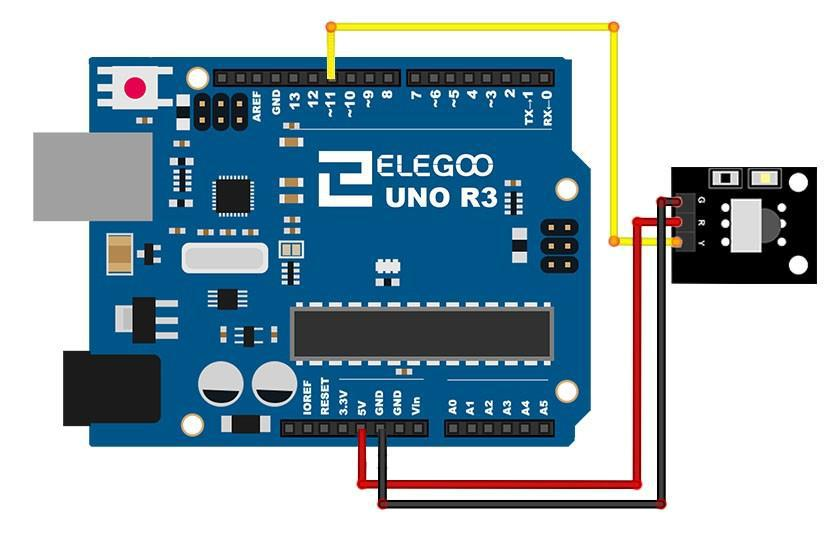 AREF
GND
13
12
~11
~10
~9
8
7
~6
~5
4
~3
2
TX→1
RX←0
ELEGOO
UNO R3
G
R
Y
IOREF
RESET
3.3V
5V
GND
GND
Vin
A0
A1
A2
A3
A4
A5